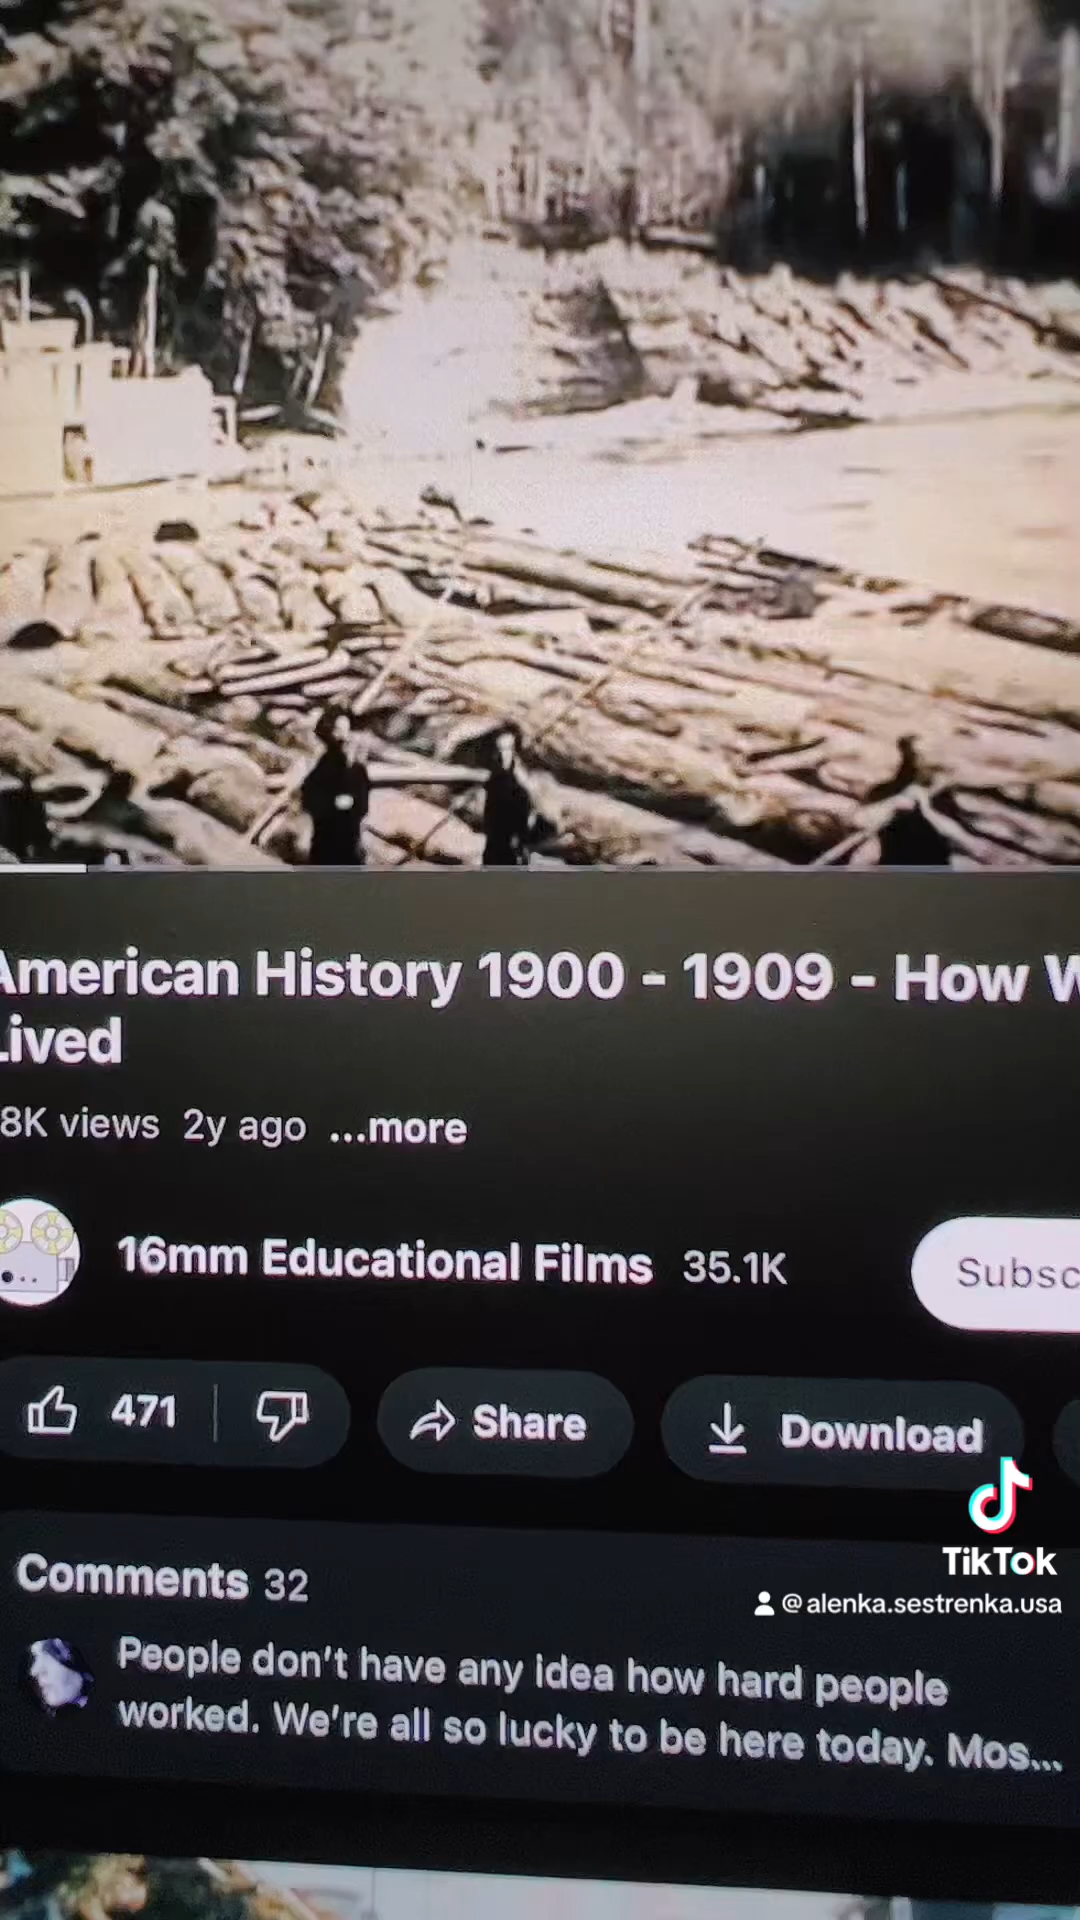 American History 1900 - 1909 - How W
Lived
8K views 2y ago ...more
16mm Educational Films 35.1K
Subsc
471
Share
Download
TikTok
@alenka.sestrenka.usa
Comments 32
People don't have any idea how hard people
worked. We're all so lucky to be here today. Mos...